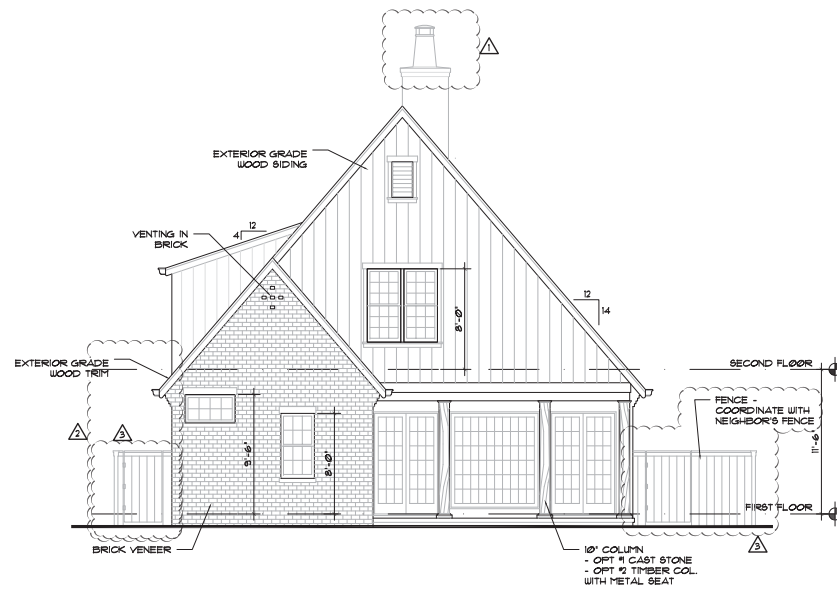 1
EXTERIOR GRADE
WOOD SIDING
12
4
VENTING IN
BRICK
12
14
8'-0"
EXTERIOR GRADE
WOOD TRIM
SECOND FLOOR
FENCE -
COORDINATE WITH
NEIGHBOR'S FENCE
11'-6"
2
3
9'-6"
8'-0"
FIRST FLOOR
BRICK VENEER
10" COLUMN
- OPT #1 CAST STONE
- OPT #2 TIMBER COL.
WITH METAL SEAT
3